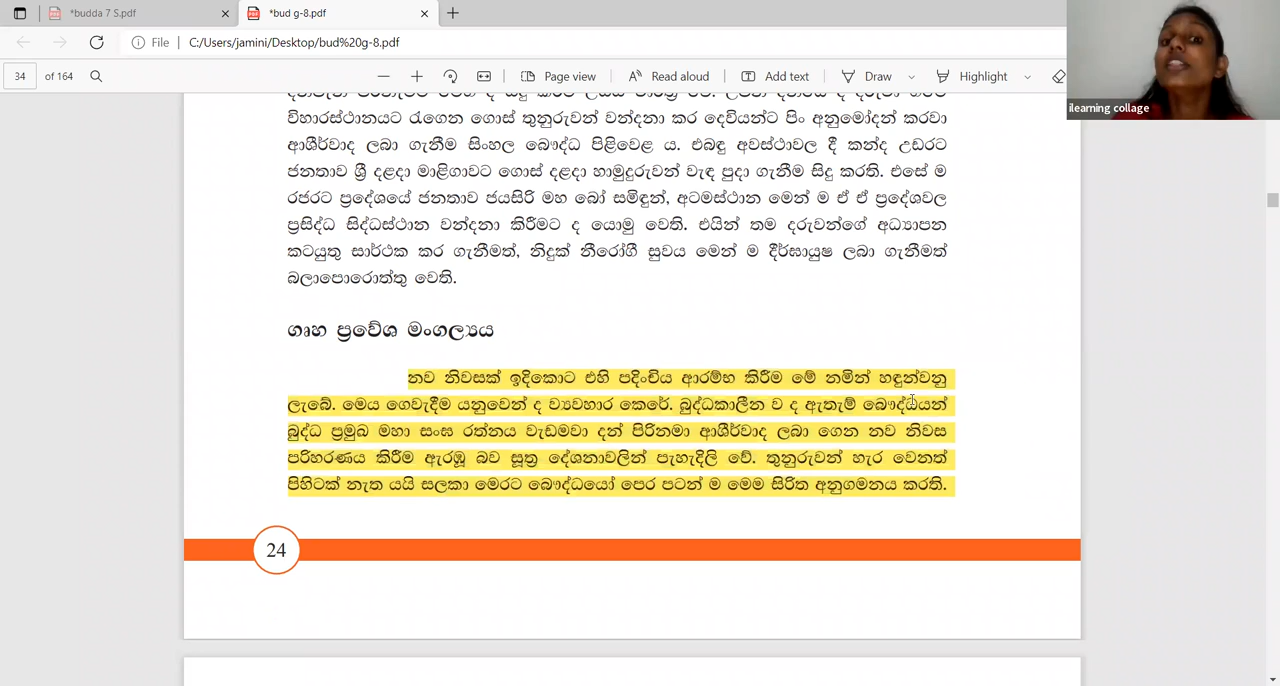 *budda 7 S.pdf
*bud g-8.pdf
File
C:/Users/jamini/Desktop/bud%20g-8.pdf
34 of 164
Page view
Read aloud
Add text
Draw
Highlight
ilearning collage
විහාරස්ථානයට රැගෙන ගොස් තුනුරුවන් වන්දනා කර දෙවියන්ට පිං අනුමෝදන් කරවා
ආශීර්වාද ලබා ගැනීම සිංහල බෞද්ධ පිළිවෙළ ය. එබඳු අවස්ථාවල දී කන්ද උඩරට
ජනතාව ශ්‍රී දළදා මාළිගාවට ගොස් දළදා හාමුදුරුවන් වැඳ පුදා ගැනීම සිදු කරති. එසේ ම
රජරට ප්‍රදේශයේ ජනතාව ජයසිරි මහ බෝ සමිඳුන්, අටමස්ථාන මෙන් ම ඒ ඒ ප්‍රදේශවල
ප්‍රසිද්ධ සිද්ධස්ථාන වන්දනා කිරීමට ද යොමු වෙති. එයින් තම දරුවන්ගේ අධ්‍යාපන
කටයුතු සාර්ථක කර ගැනීමත්, නිදුක් නීරෝගී සුවය මෙන් ම දීර්ඝායුෂ ලබා ගැනීමත්
බලාපොරොත්තු වෙති.
ගෘහ ප්‍රවේශ මංගල්‍යය
නව නිවසක් ඉදිකොට එහි පදිංචිය ආරම්භ කිරීම මේ නමින් හඳුන්වනු
ලැබේ. මෙය ගෙවැදීම යනුවෙන් ද ව්‍යවහාර කෙරේ. බුද්ධකාලීන ව ද ඇතැම් බෞද්ධයන්
බුද්ධ ප්‍රමුඛ මහා සංඝ රත්නය වැඩමවා දන් පිරිනමා ආශීර්වාද ලබා ගෙන නව නිවස
පරිහරණය කිරීම ඇරඹූ බව සූත්‍ර දේශනාවලින් පැහැදිලි වේ. තුනුරුවන් හැර වෙනත්
පිහිටක් නැත යයි සලකා මෙරට බෞද්ධයෝ පෙර පටන් ම මෙම සිරිත අනුගමනය කරති.
24